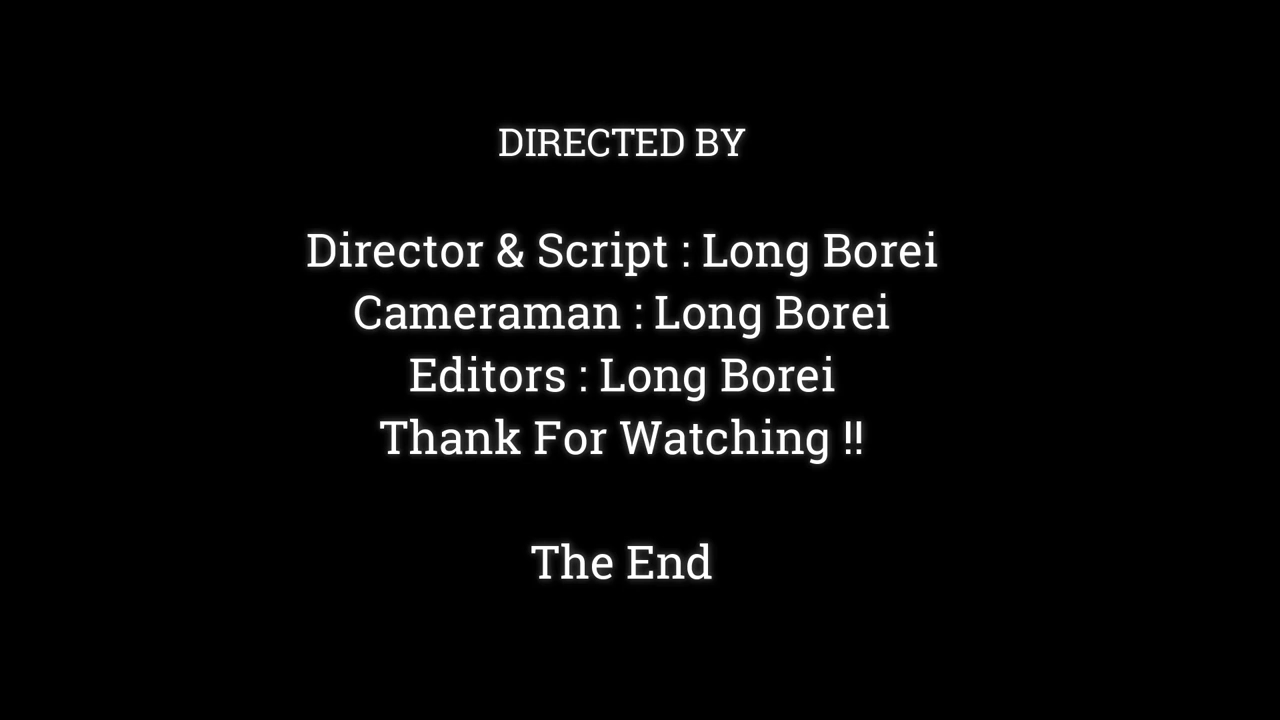 DIRECTED BY
Director & Script : Long Borei
Cameraman : Long Borei
Editors : Long Borei
Thank For Watching !!
The End